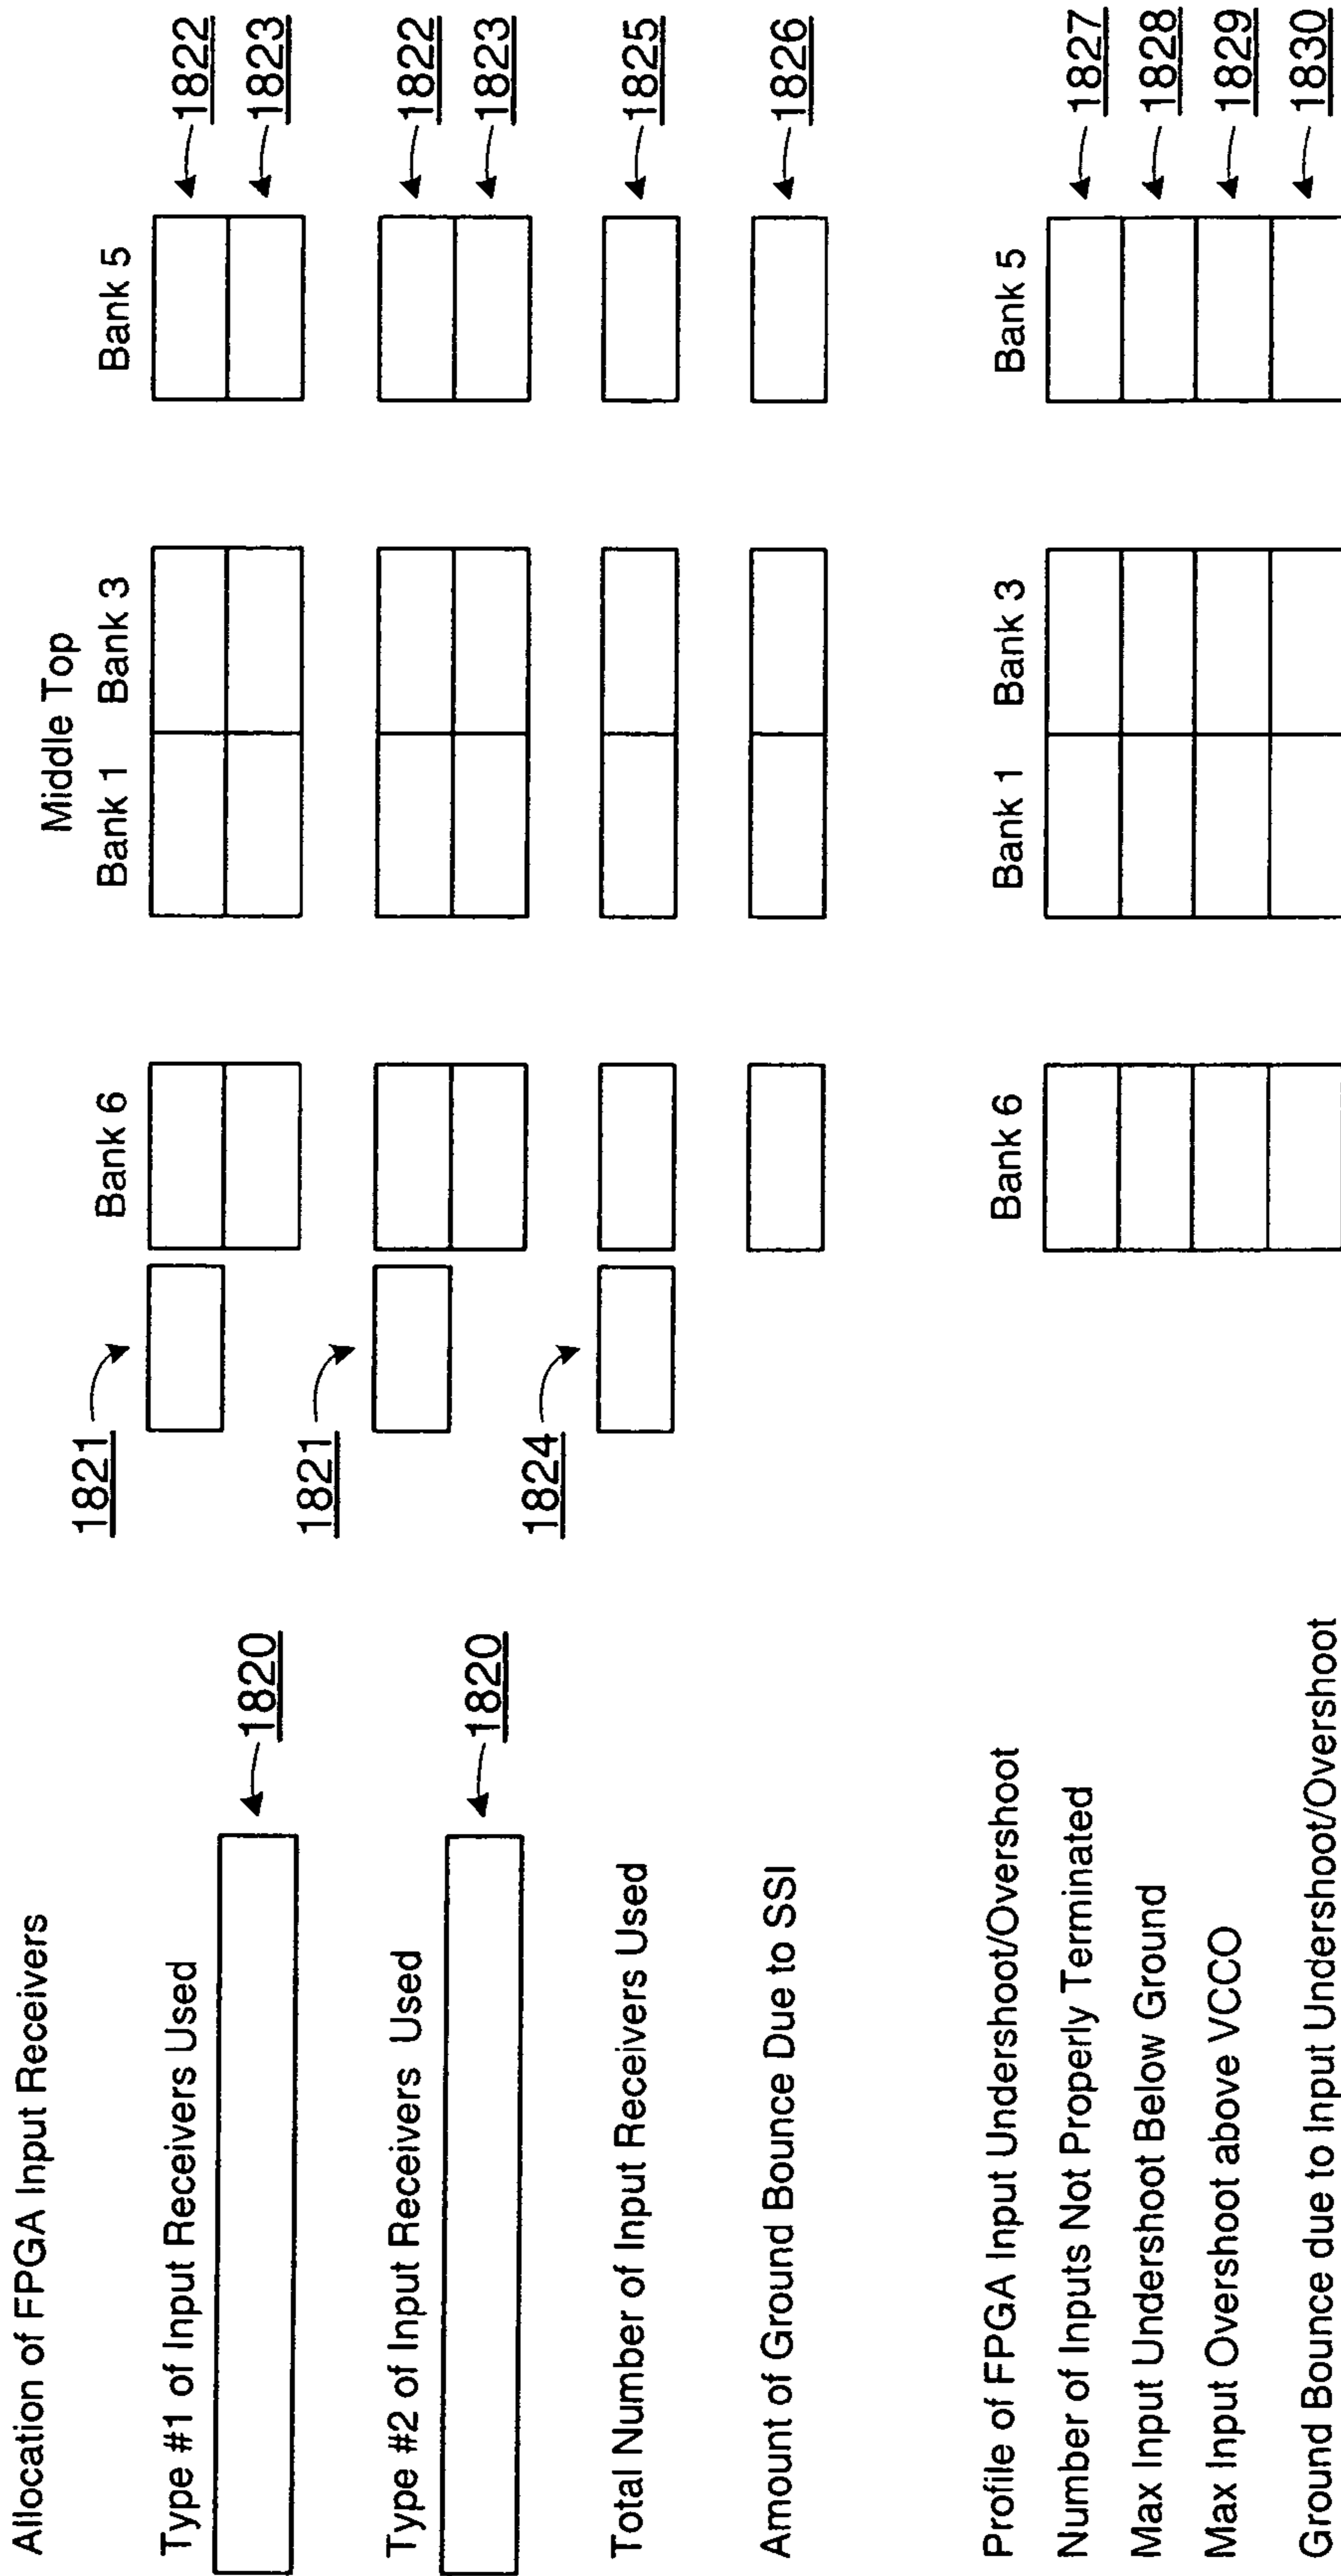 Allocation of FPGA Input Receivers
Middle Top
Bank 6 Bank 1 Bank 3 Bank 5
1821
Type #1 of Input Receivers Used
1822
1820
1823
1821
Type #2 of Input Receivers Used
1822
1820
1823
1824
Total Number of Input Receivers Used
1825
Amount of Ground Bounce Due to SSI
1826
Profile of FPGA Input Undershoot/Overshoot
Bank 6 Bank 1 Bank 3 Bank 5
Number of Inputs Not Properly Terminated
1827
Max Input Undershoot Below Ground
1828
Max Input Overshoot above VCCO
1829
Ground Bounce due to Input Undershoot/Overshoot
1830